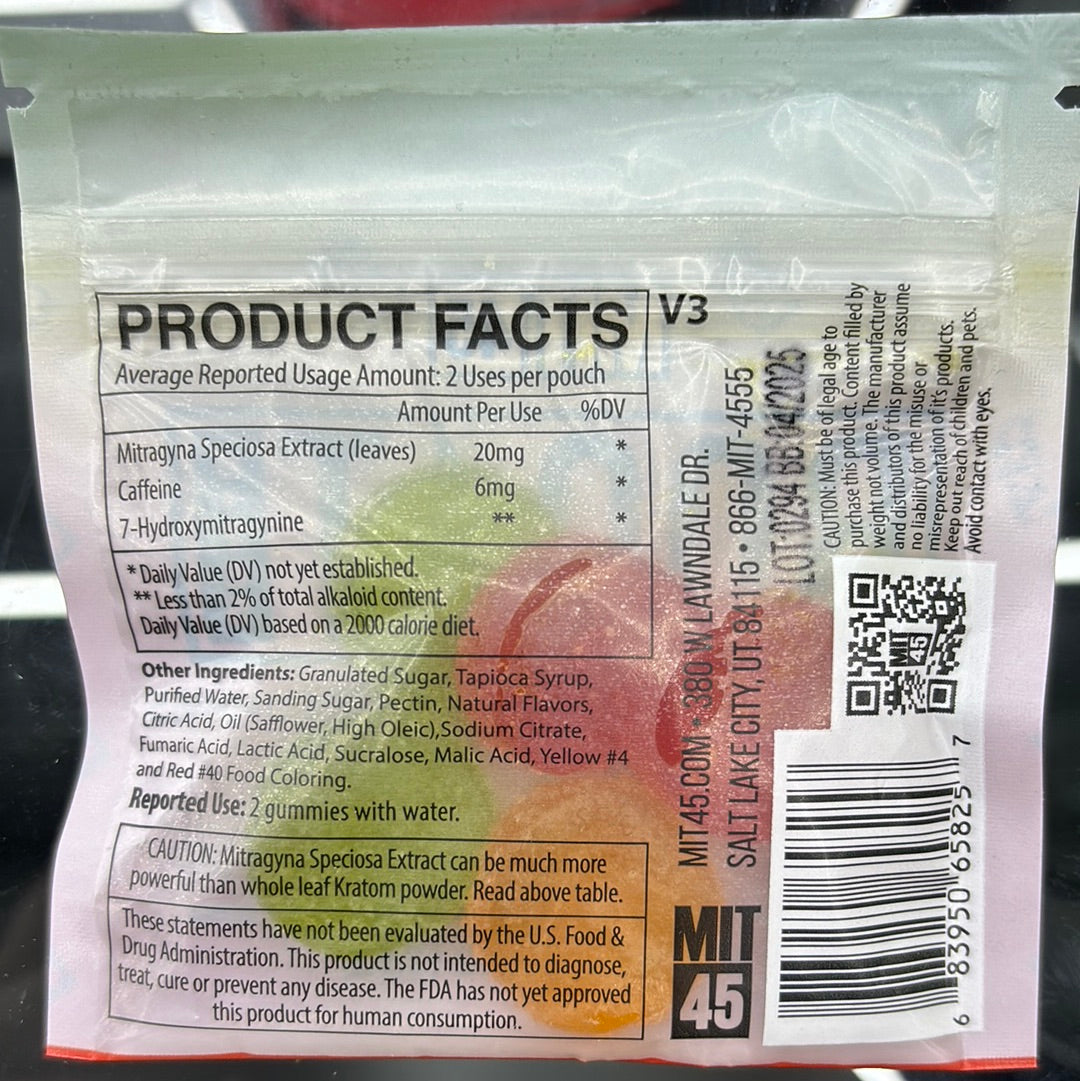 PRODUCT FACTS
Average Reported Usage Amount: 2 Uses per pouch
Amount Per Use %DV
Mitragyna Speciosa Extract (leaves) 20mg *
Caffeine 6mg *
7-Hydroxymitragynine ** *
* Daily Value (DV) not yet established.
** Less than 2% of total alkaloid content.
Daily Value (DV) based on a 2000 calorie diet.
Other Ingredients: Granulated Sugar, Tapioca Syrup,
Purified Water, Sanding Sugar, Pectin, Natural Flavors,
Citric Acid, Oil (Safflower, High Oleic),Sodium Citrate,
Fumaric Acid, Lactic Acid, Sucralose, Malic Acid, Yellow #4
and Red #40 Food Coloring.
Reported Use: 2 gummies with water.
CAUTION: Mitragyna Speciosa Extract can be much more
powerful than whole leaf Kratom powder. Read above table.
These statements have not been evaluated by the U.S. Food &
Drug Administration. This product is not intended to diagnose,
treat, cure or prevent any disease. The FDA has not yet approved
this product for human consumption.
V3
MIT45.COM • 380 W LAWNDALE DR.
SALT LAKE CITY, UT. 84115 • 866-MIT-4555
LOT:0294 BB:04/2025
CAUTION: Must be of legal age to
purchase this product. Content filled by
weight not volume. The manufacturer
and distributors of this product assume
no liability for the misuse or
misrepresentation of it's products.
Keep out reach of children and pets.
Avoid contact with eyes.
MIT
45
MIT
45
6 83950 65825 7